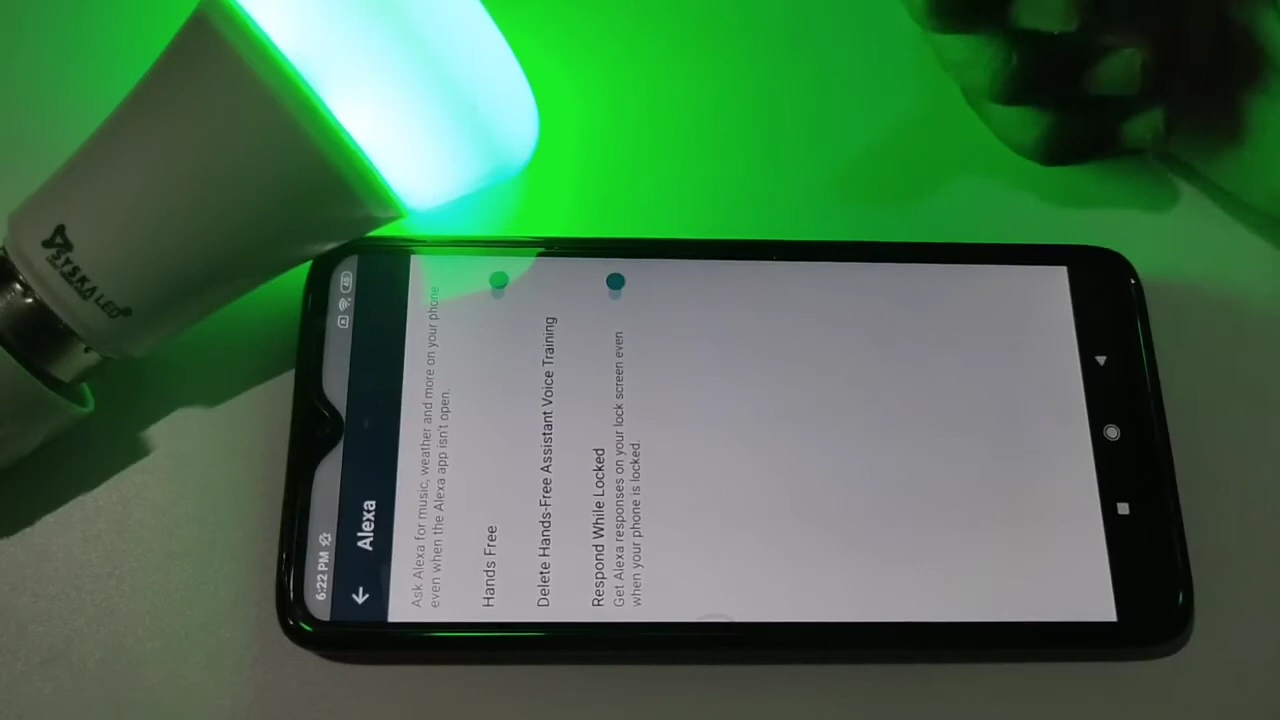 SYSKA LED
6:22 PM
48
Alexa
Ask Alexa for music, weather and more on your phone
even when the Alexa app isn't open.
Hands Free
Delete Hands-Free Assistant Voice Training
Respond While Locked
Get Alexa responses on your lock screen even
when your phone is locked.